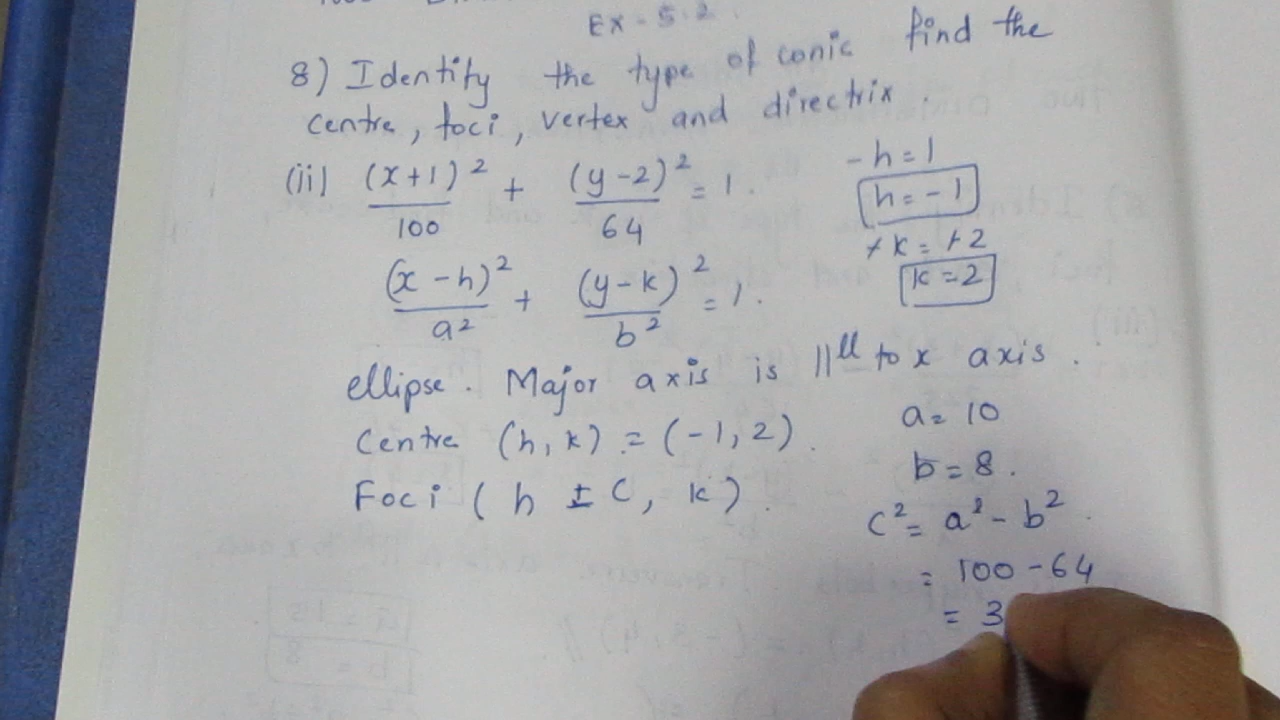 EX - 5.2
8) Identify the type of conic find the
centre, foci, vertex and directrix.
(ii) (x+1)²/100 + (y-2)²/64 = 1.
-h = 1
h = -1
+k = +2
k = 2
(x-h)²/a² + (y-k)²/b² = 1.
ellipse. Major axis is ||ˡˡ to x axis.
Centre (h, k) = (-1, 2).
a = 10
b = 8.
Foci (h ± C, k).
c² = a² - b².
= 100 - 64
= 3